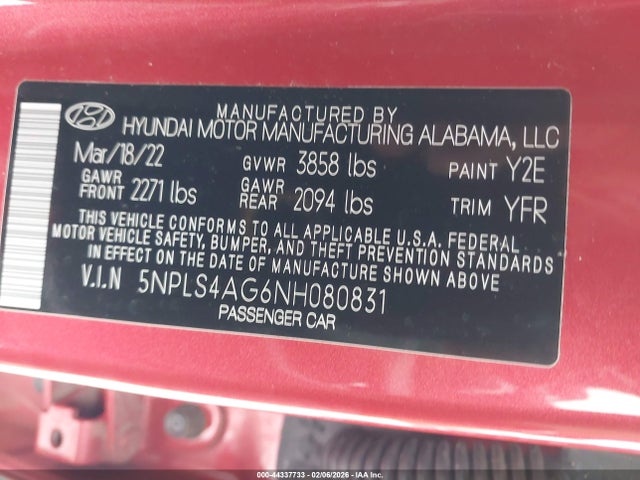 MANUFACTURED BY
HYUNDAI MOTOR MANUFACTURING ALABAMA, LLC
Mar/18/22 GVWR 3858 lbs PAINT Y2E
GAWR FRONT 2271 lbs GAWR REAR 2094 lbs TRIM YFR
THIS VEHICLE CONFORMS TO ALL APPLICABLE U.S.A. FEDERAL
MOTOR VEHICLE SAFETY, BUMPER, AND THEFT PREVENTION STANDARDS
IN EFFECT ON THE DATE OF MANUFACTURE SHOWN ABOVE.
V.I.N 5NPLS4AG6NH080831
PASSENGER CAR
000-44337733 - 02/06/2026 - IAA Inc.